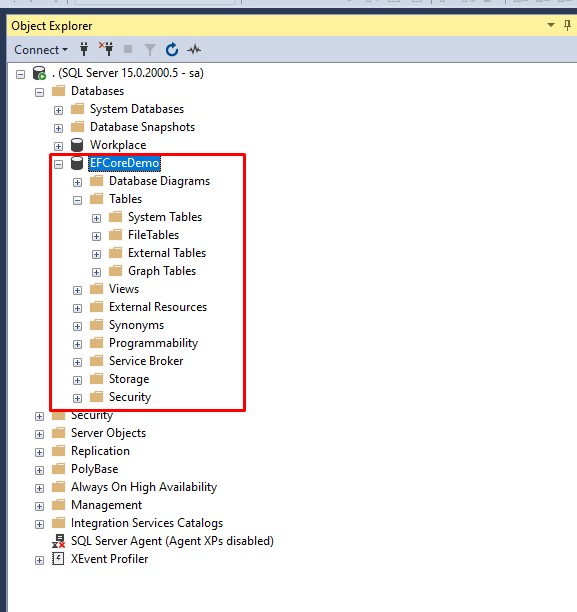 Object Explorer
Connect
. (SQL Server 15.0.2000.5 - sa)
Databases
System Databases
Database Snapshots
Workplace
EFCoreDemo
Database Diagrams
Tables
System Tables
FileTables
External Tables
Graph Tables
Views
External Resources
Synonyms
Programmability
Service Broker
Storage
Security
Security
Server Objects
Replication
PolyBase
Always On High Availability
Management
Integration Services Catalogs
SQL Server Agent (Agent XPs disabled)
XEvent Profiler